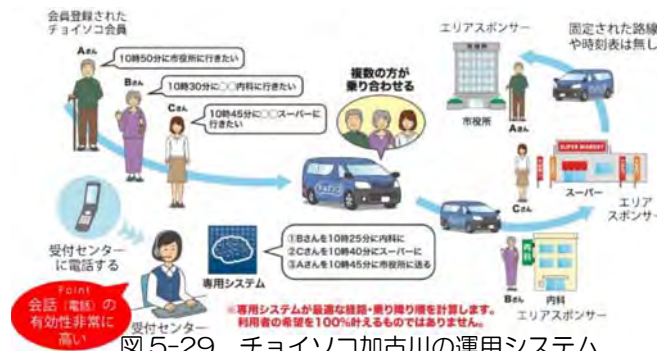 会員登録された
チョイソコ会員
Aさん
10時50分に市役所に行きたい
Bさん
10時30分に○○内科に行きたい
Cさん
10時45分に○○スーパーに
行きたい
複数の方が
乗り合わせる
エリアスポンサー
市役所
市役所
Aさん
固定された路線
や時刻表は無し
SUPER MARKET
スーパー
Cさん
エリア
スポンサー
内科
Bさん
内科
エリアスポンサー
受付センター
に電話する
専用システム
①Bさんを10時25分に内科に
②Cさんを10時40分にスーパーに
③Aさんを10時45分に市役所に送る
Point
会話（電話）の
有効性非常に
高い
受付センター
※専用システムが最適な経路・乗り降り順を計算します。
利用者の希望を100%叶えるものではありません。
図5-29 チョイソコ加古川の運用システム